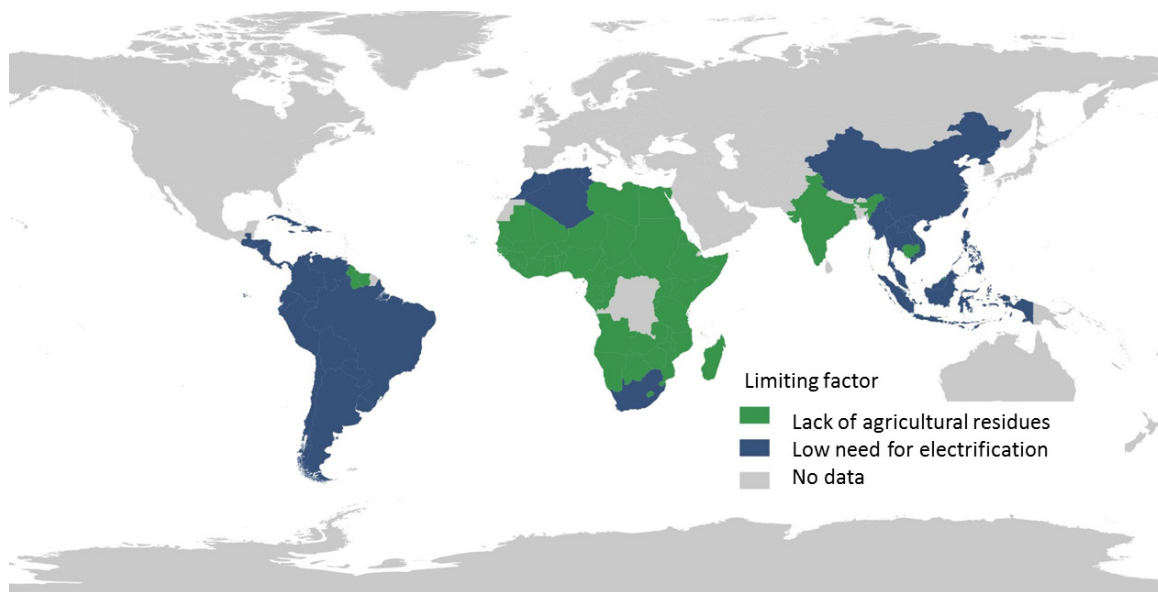 Limiting factor
Lack of agricultural residues
Low need for electrification
No data